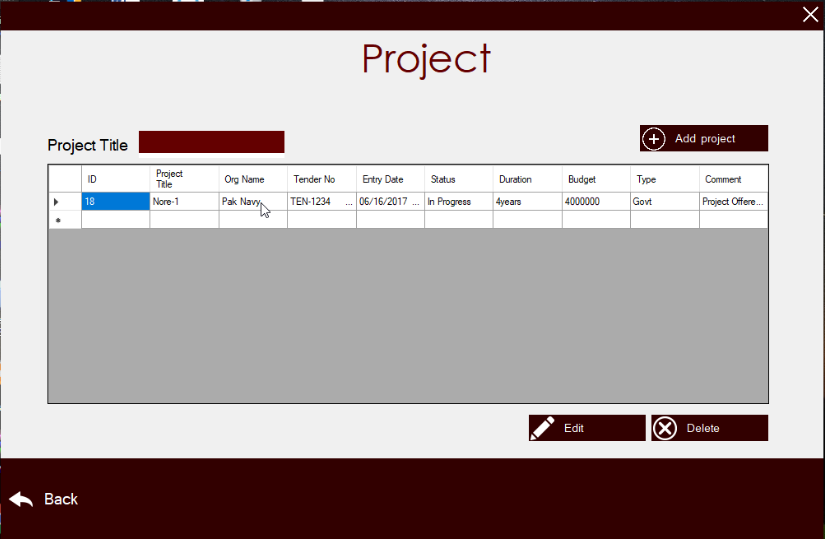 Project
Project Title
Add project
ID Project Title Org Name Tender No Entry Date Status Duration Budget Type Comment
18 Nore-1 Pak Navy TEN-1234 ... 06/16/2017 ... In Progress 4years 4000000 Govt Project Offere...
Edit Delete
Back